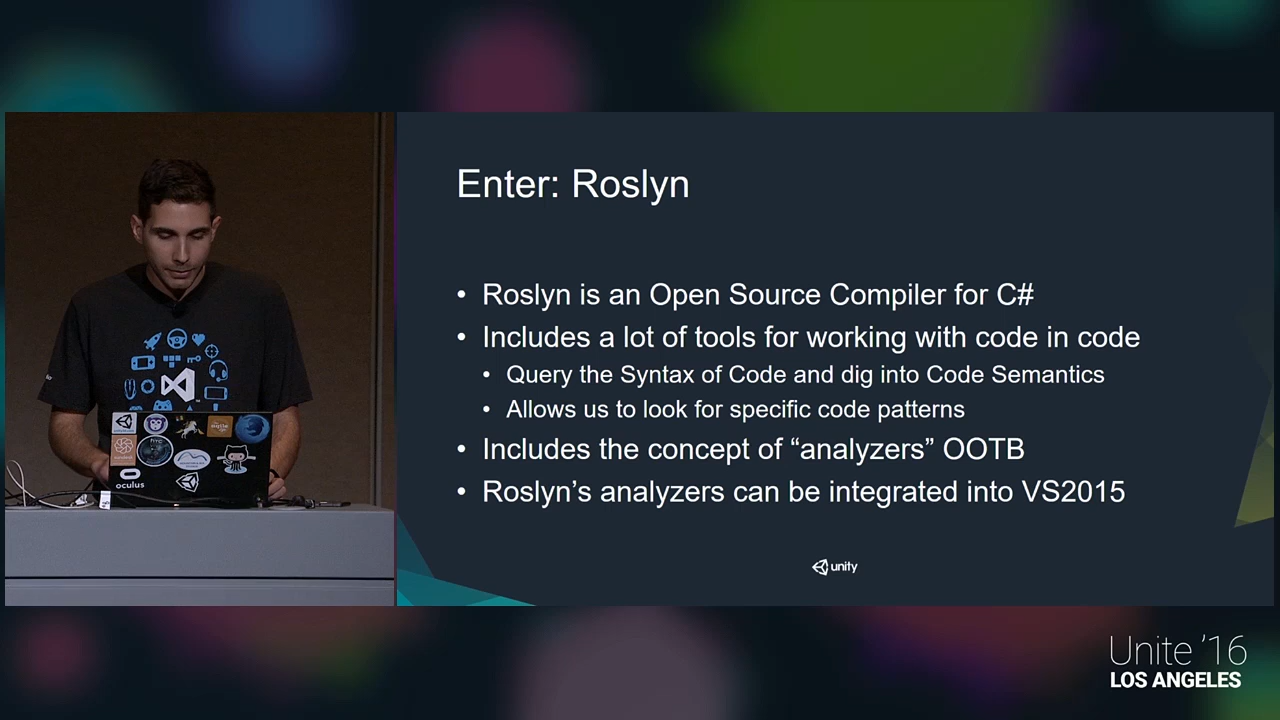 Enter: Roslyn
• Roslyn is an Open Source Compiler for C#
• Includes a lot of tools for working with code in code
• Query the Syntax of Code and dig into Code Semantics
• Allows us to look for specific code patterns
• Includes the concept of “analyzers” OOTB
• Roslyn’s analyzers can be integrated into VS2015
unity
oculus
Unite ’16
LOS ANGELES